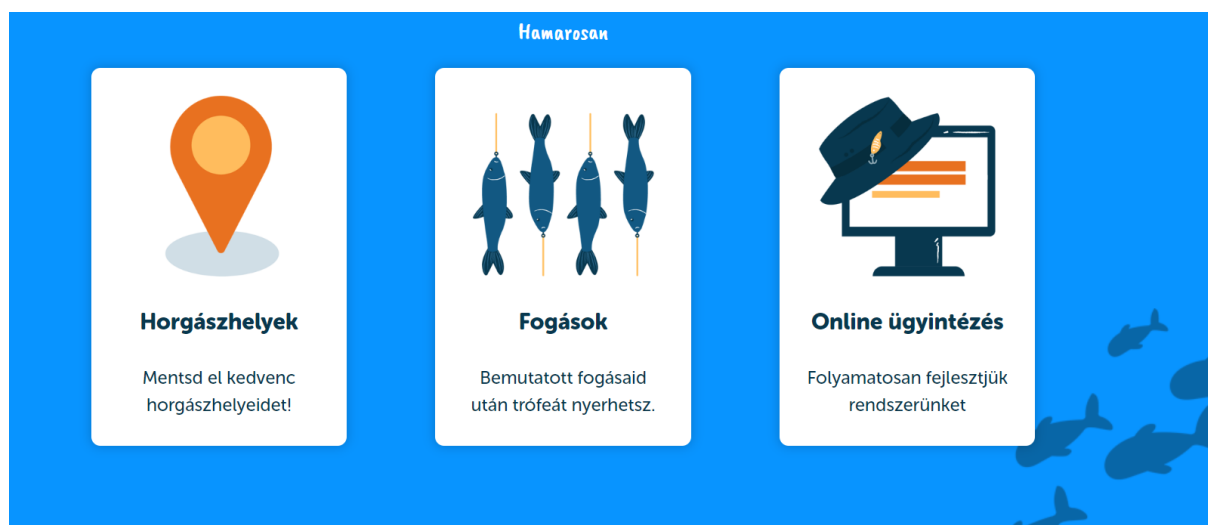 Hamarosan
Horgászhelyek
Mentsd el kedvenc
horgászhelyeidet!
Fogások
Bemutatott fogásaid
után trófeát nyerhetsz.
Online ügyintézés
Folyamatosan fejlesztjük
rendszerünket